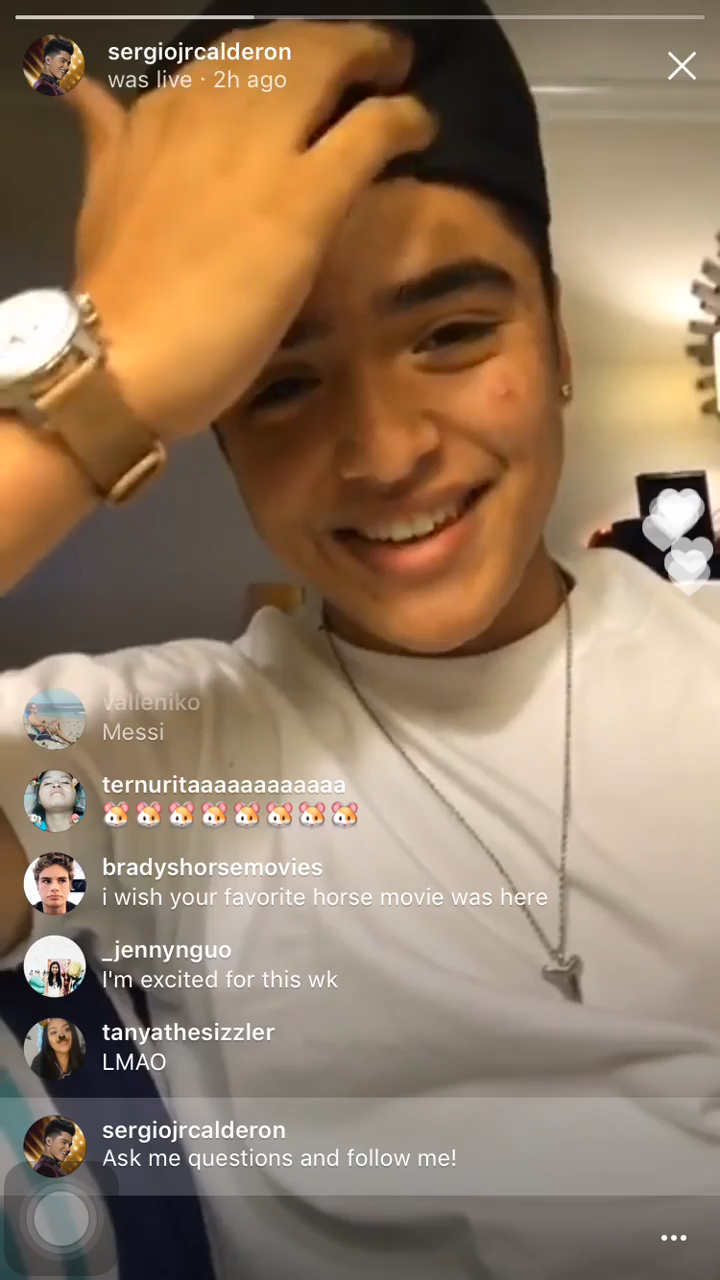 sergiojrcalderon
was live · 2h ago
valleniko
Messi
ternuritaaaaaaaaaaaa
🐹 🐹 🐹 🐹 🐹 🐹 🐹 🐹
bradyshorsemovies
i wish your favorite horse movie was here
_jennynguo
I'm excited for this wk
tanyathesizzler
LMAO
sergiojrcalderon
Ask me questions and follow me!